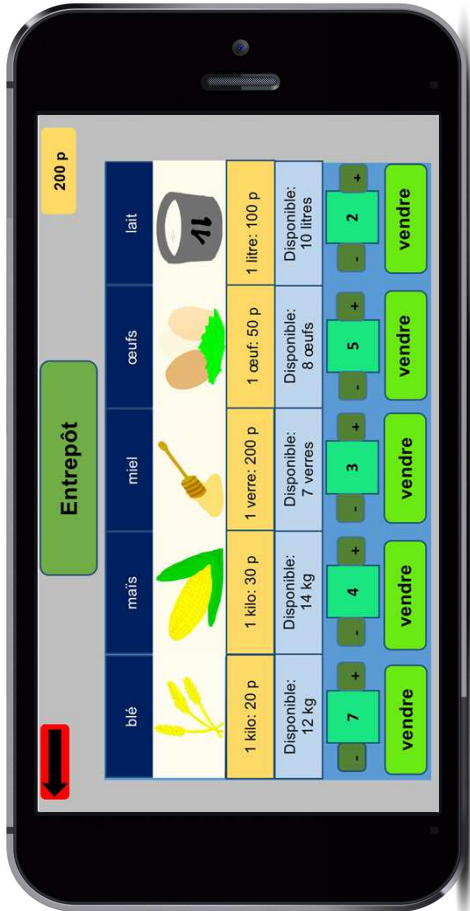 200 p
Entrepôt
blé maïs miel œufs lait
1L
1 kilo: 20 p 1 kilo: 30 p 1 verre: 200 p 1 œuf: 50 p 1 litre: 100 p
Disponible: Disponible: Disponible: Disponible: Disponible:
12 kg 14 kg 7 verres 8 œufs 10 litres
- 7 + - 4 + - 3 + - 5 + - 2 +
vendre vendre vendre vendre vendre